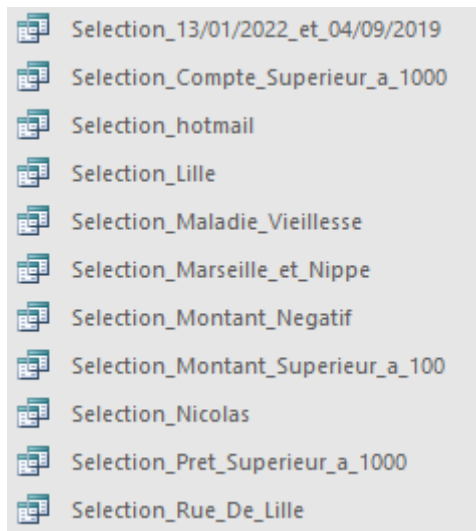 Selection_13/01/2022_et_04/09/2019
Selection_Compte_Superieur_a_1000
Selection_hotmail
Selection_Lille
Selection_Maladie_Vieillesse
Selection_Marseille_et_Nippe
Selection_Montant_Negatif
Selection_Montant_Superieur_a_100
Selection_Nicolas
Selection_Pret_Superieur_a_1000
Selection_Rue_De_Lille